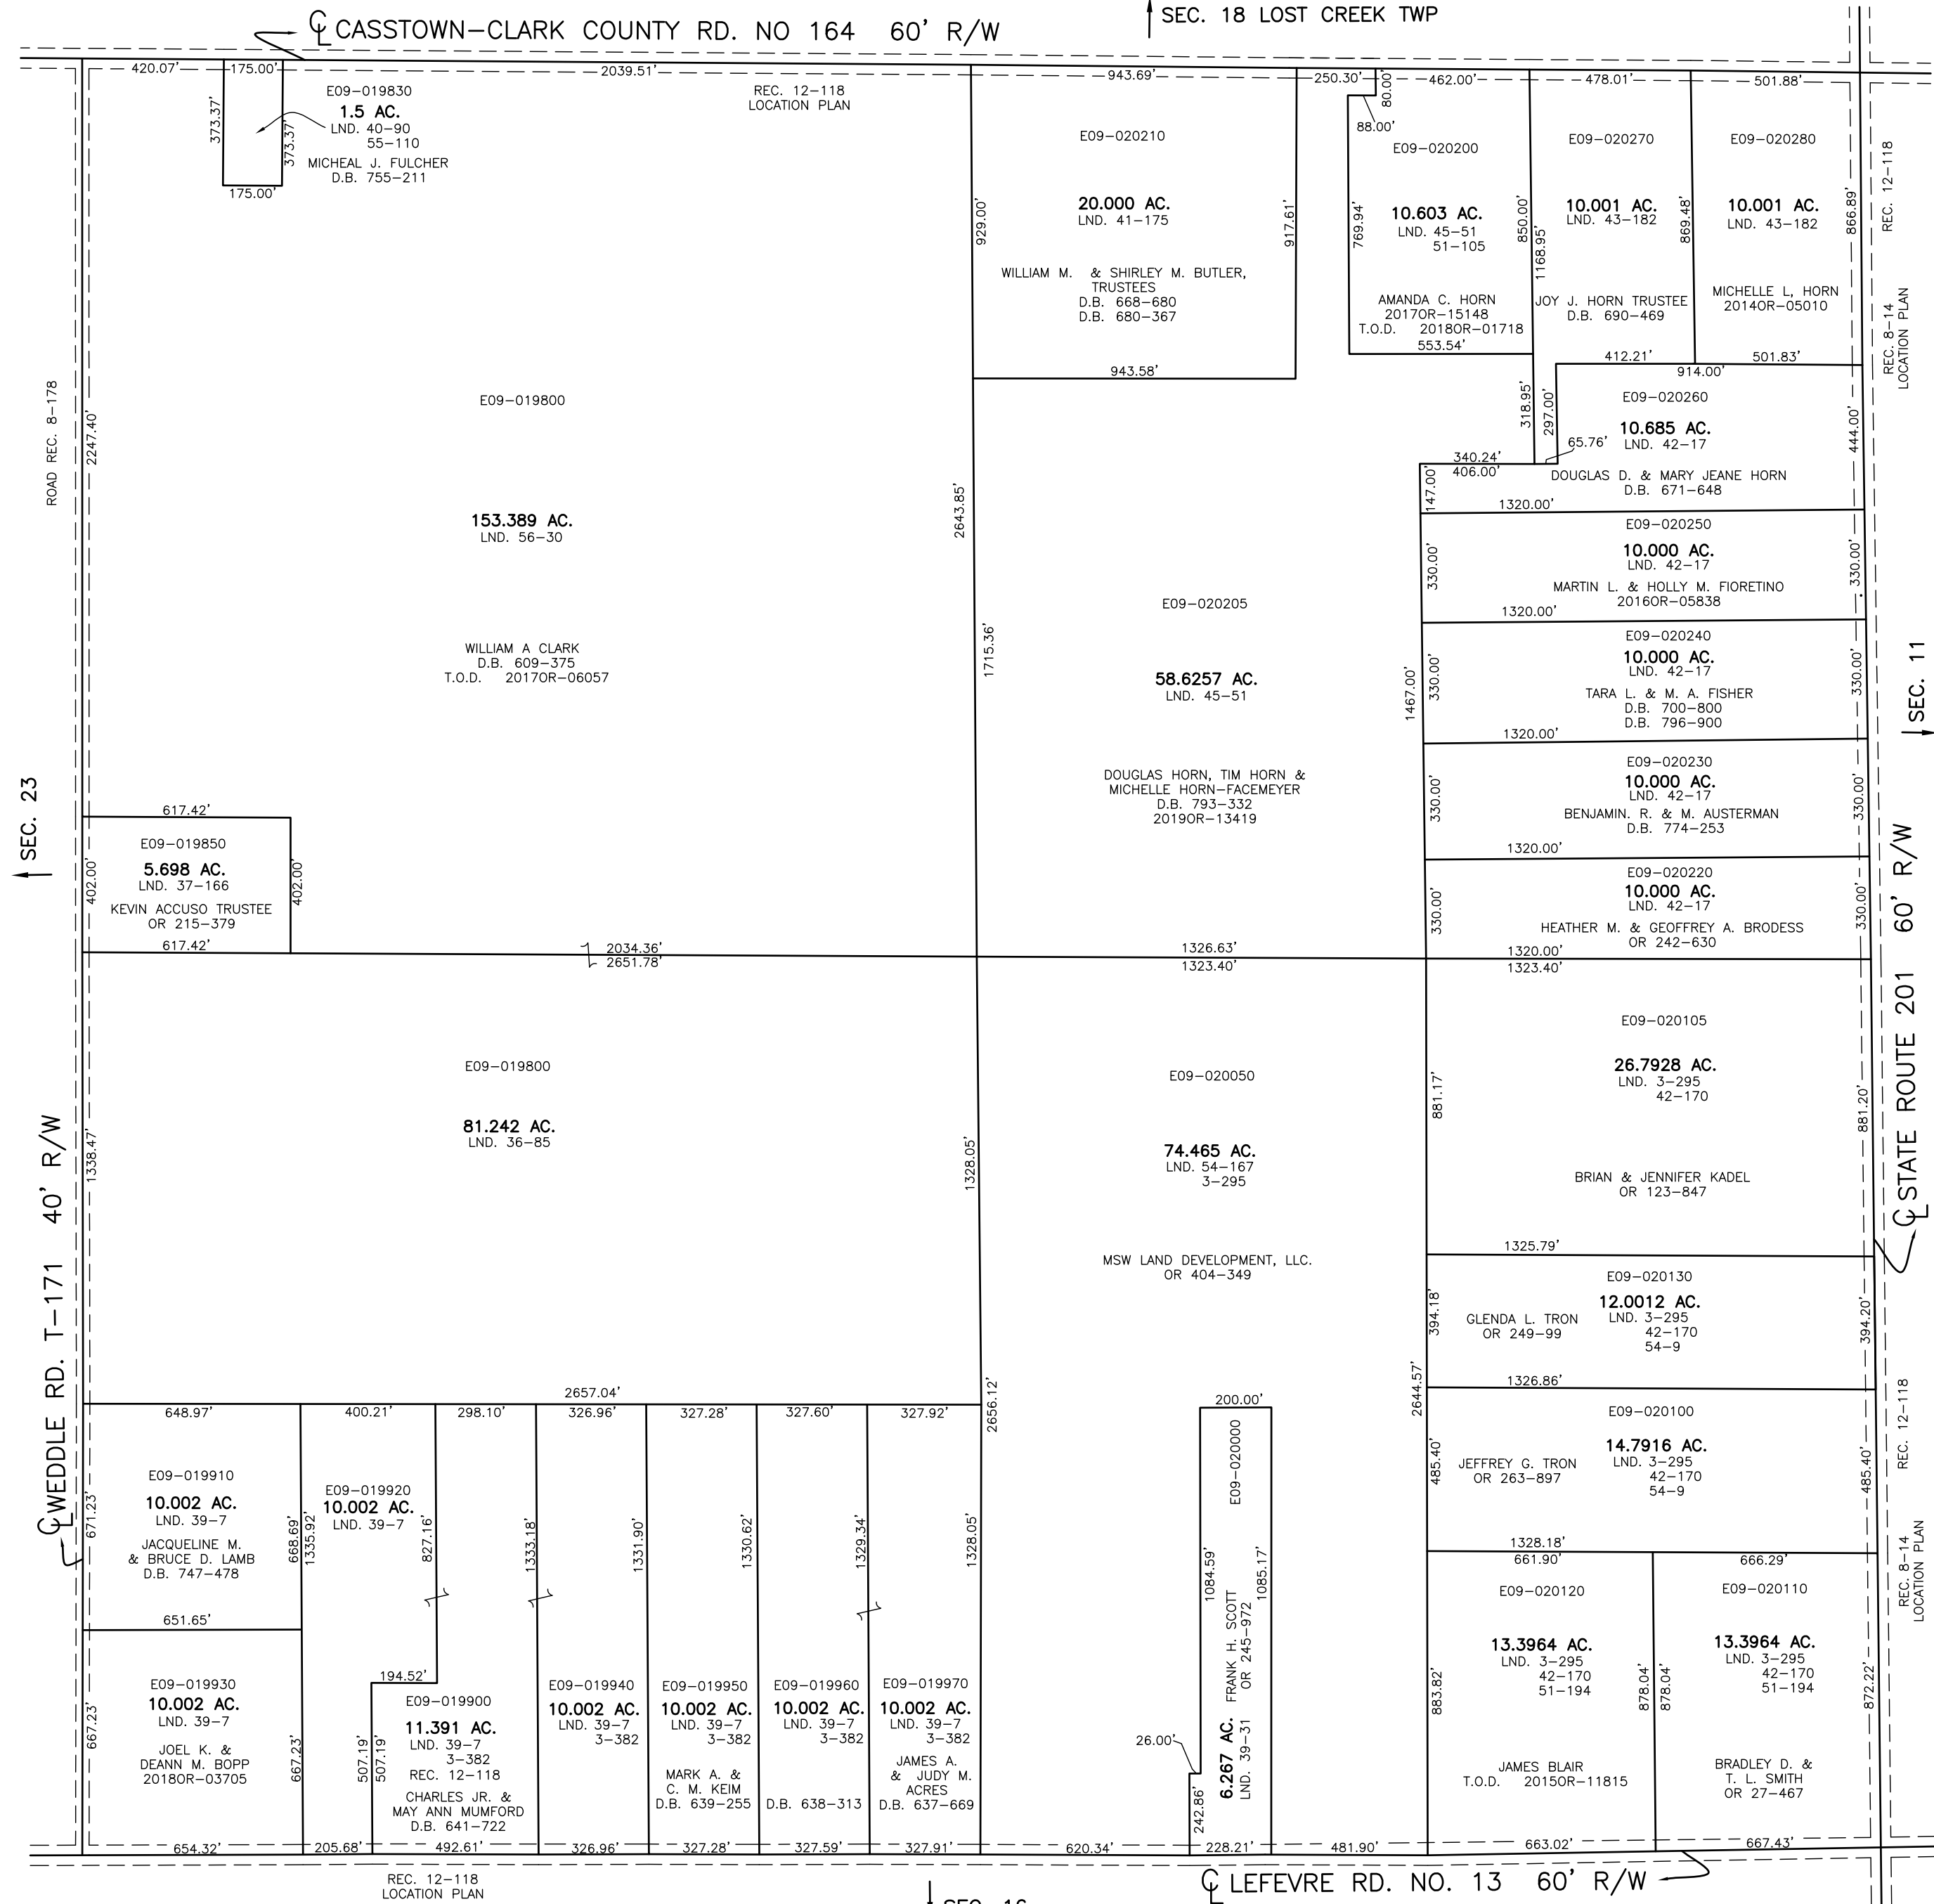 ℄ CASSTOWN-CLARK COUNTY RD. NO 164 60' R/W
SEC. 18 LOST CREEK TWP
420.07'
175.00'
2039.51'
943.69'
250.30'
462.00'
478.01'
501.88'
373.37'
373.37'
175.00'
E09-019830
1.5 AC.
LND. 40-90
55-110
MICHEAL J. FULCHER
D.B. 755-211
REC. 12-118
LOCATION PLAN
E09-020210
20.000 AC.
LND. 41-175
WILLIAM M. & SHIRLEY M. BUTLER,
TRUSTEES
D.B. 668-680
D.B. 680-367
929.00'
917.61'
943.58'
80.00'
88.00'
E09-020200
10.603 AC.
LND. 45-51
51-105
AMANDA C. HORN
2017OR-15148
T.O.D. 2018OR-01718
769.94'
850.00'
553.54'
1168.95'
E09-020270
10.001 AC.
LND. 43-182
JOY J. HORN TRUSTEE
D.B. 690-469
869.48'
412.21'
E09-020280
10.001 AC.
LND. 43-182
MICHELLE L, HORN
2014OR-05010
866.89'
501.83'
REC. 12-118
REC. 8-14
LOCATION PLAN
914.00'
E09-020260
10.685 AC.
LND. 42-17
DOUGLAS D. & MARY JEANE HORN
D.B. 671-648
318.95'
297.00'
65.76'
340.24'
406.00'
147.00'
444.00'
1320.00'
E09-020250
10.000 AC.
LND. 42-17
MARTIN L. & HOLLY M. FIORETINO
2016OR-05838
330.00'
330.00'
1320.00'
E09-020240
10.000 AC.
LND. 42-17
TARA L. & M. A. FISHER
D.B. 700-800
D.B. 796-900
330.00'
330.00'
1467.00'
1320.00'
E09-020230
10.000 AC.
LND. 42-17
BENJAMIN. R. & M. AUSTERMAN
D.B. 774-253
330.00'
330.00'
1320.00'
E09-020220
10.000 AC.
LND. 42-17
HEATHER M. & GEOFFREY A. BRODESS
OR 242-630
330.00'
330.00'
1320.00'
1323.40'
SEC. 11
℄ STATE ROUTE 201 60' R/W
ROAD REC. 8-178
2247.40'
E09-019800
153.389 AC.
LND. 56-30
WILLIAM A CLARK
D.B. 609-375
T.O.D. 2017OR-06057
2643.85'
1715.36'
E09-020205
58.6257 AC.
LND. 45-51
DOUGLAS HORN, TIM HORN &
MICHELLE HORN-FACEMEYER
D.B. 793-332
2019OR-13419
1326.63'
1323.40'
SEC. 23
617.42'
E09-019850
5.698 AC.
LND. 37-166
KEVIN ACCUSO TRUSTEE
OR 215-379
402.00'
402.00'
617.42'
2034.36'
2651.78'
℄ WEDDLE RD. T-171 40' R/W
1338.47'
E09-019800
81.242 AC.
LND. 36-85
1328.05'
2657.04'
2656.12'
E09-020050
74.465 AC.
LND. 54-167
3-295
MSW LAND DEVELOPMENT, LLC.
OR 404-349
E09-020105
26.7928 AC.
LND. 3-295
42-170
BRIAN & JENNIFER KADEL
OR 123-847
881.17'
881.20'
1325.79'
E09-020130
12.0012 AC.
LND. 3-295
42-170
54-9
GLENDA L. TRON
OR 249-99
394.18'
394.20'
2644.57'
1326.86'
E09-020100
14.7916 AC.
LND. 3-295
42-170
54-9
JEFFREY G. TRON
OR 263-897
485.40'
485.40'
1328.18'
REC. 12-118
REC. 8-14
LOCATION PLAN
661.90'
E09-020120
13.3964 AC.
LND. 3-295
42-170
51-194
JAMES BLAIR
T.O.D. 2015OR-11815
883.82'
878.04'
663.02'
666.29'
E09-020110
13.3964 AC.
LND. 3-295
42-170
51-194
BRADLEY D. &
T. L. SMITH
OR 27-467
878.04'
872.22'
667.43'
648.97'
E09-019910
10.002 AC.
LND. 39-7
JACQUELINE M.
& BRUCE D. LAMB
D.B. 747-478
671.23'
668.69'
651.65'
E09-019930
10.002 AC.
LND. 39-7
JOEL K. &
DEANN M. BOPP
2018OR-03705
667.23'
667.23'
654.32'
400.21'
E09-019920
10.002 AC.
LND. 39-7
1335.92'
827.16'
194.52'
507.19'
507.19'
205.68'
298.10'
E09-019900
11.391 AC.
LND. 39-7
3-382
REC. 12-118
CHARLES JR. &
MAY ANN MUMFORD
D.B. 641-722
1333.18'
492.61'
326.96'
E09-019940
10.002 AC.
LND. 39-7
3-382
1331.90'
326.96'
327.28'
E09-019950
10.002 AC.
LND. 39-7
3-382
MARK A. &
C. M. KEIM
D.B. 639-255
1330.62'
327.28'
327.60'
E09-019960
10.002 AC.
LND. 39-7
3-382
D.B. 638-313
1329.34'
327.59'
327.92'
E09-019970
10.002 AC.
LND. 39-7
3-382
JAMES A.
& JUDY M.
ACRES
D.B. 637-669
1328.05'
327.91'
200.00'
E09-020000
6.267 AC. FRANK H. SCOTT
LND. 39-31 OR 245-972
1084.59'
1085.17'
26.00'
242.86'
620.34'
228.21'
481.90'
REC. 12-118
LOCATION PLAN
℄ LEFEVRE RD. NO. 13 60' R/W
SEC. 16